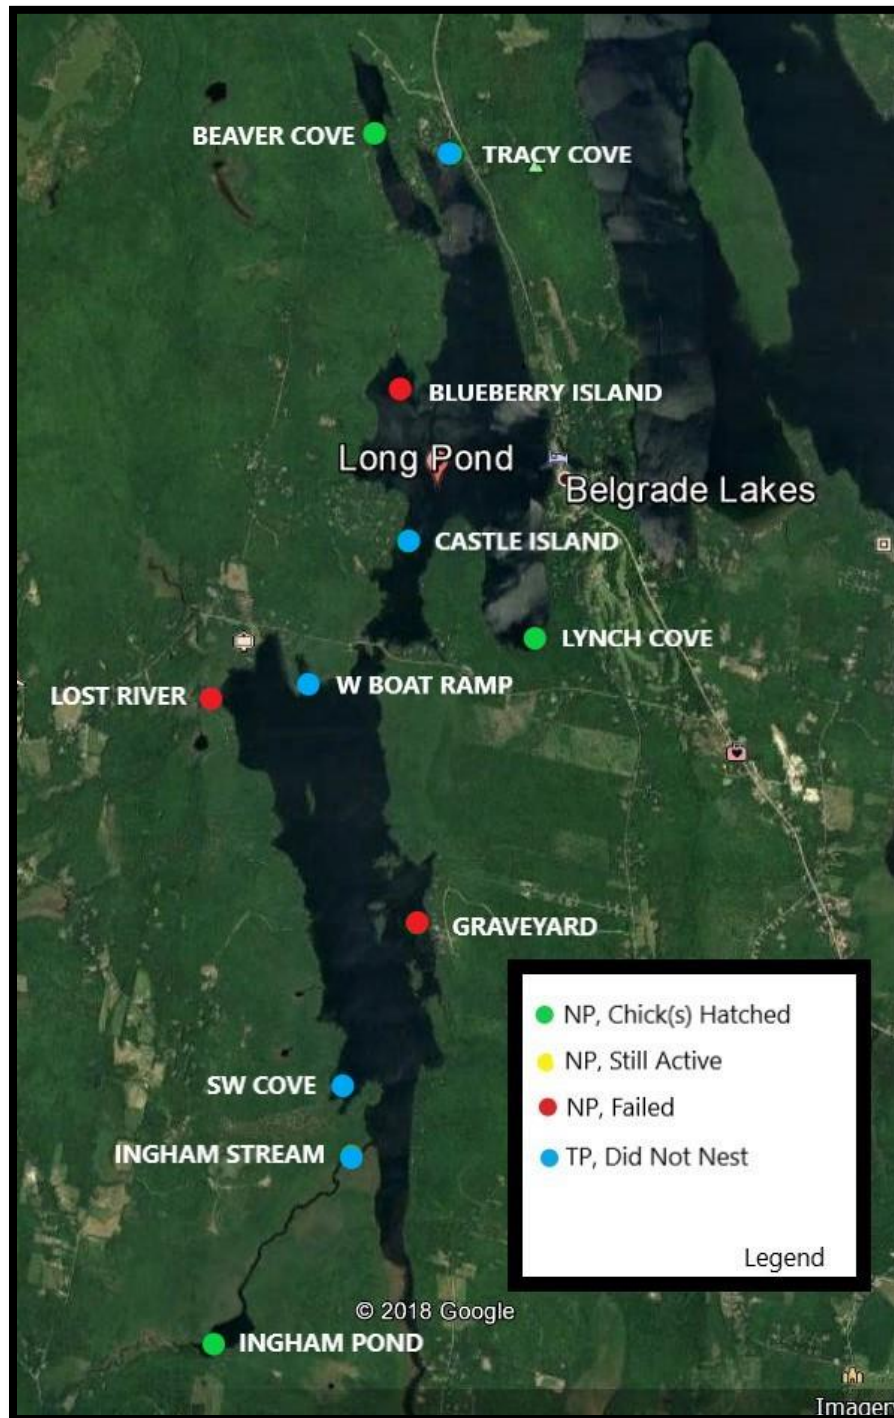 BEAVER COVE
TRACY COVE
BLUEBERRY ISLAND
Long Pond
Belgrade Lakes
CASTLE ISLAND
LYNCH COVE
W BOAT RAMP
LOST RIVER
GRAVEYARD
NP, Chick(s) Hatched
NP, Still Active
NP, Failed
TP, Did Not Nest
Legend
SW COVE
INGHAM STREAM
© 2018 Google
INGHAM POND
Imager